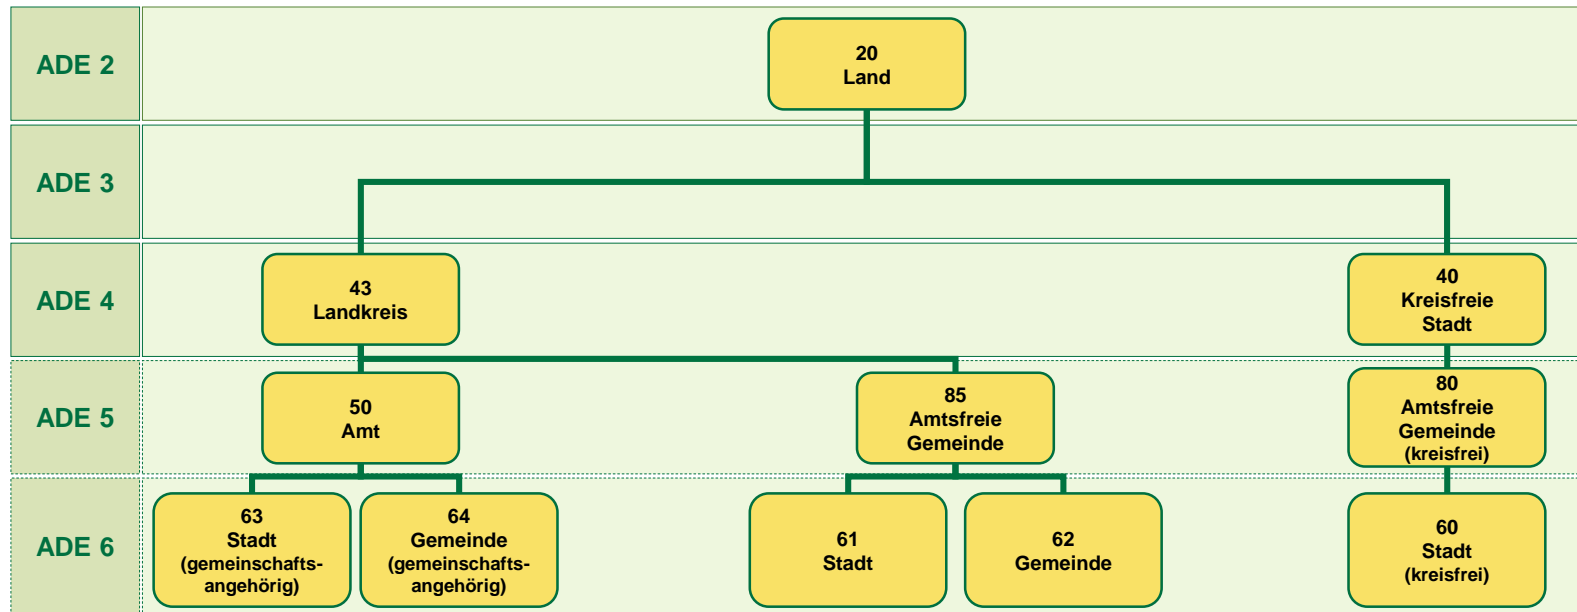 ADE 2
20
Land
ADE 3
ADE 4
43
Landkreis
40
Kreisfreie
Stadt
ADE 5
50
Amt
85
Amtsfreie
Gemeinde
80
Amtsfreie
Gemeinde
(kreisfrei)
ADE 6
63
Stadt
(gemeinschafts-
angehörig)
64
Gemeinde
(gemeinschafts-
angehörig)
61
Stadt
62
Gemeinde
60
Stadt
(kreisfrei)